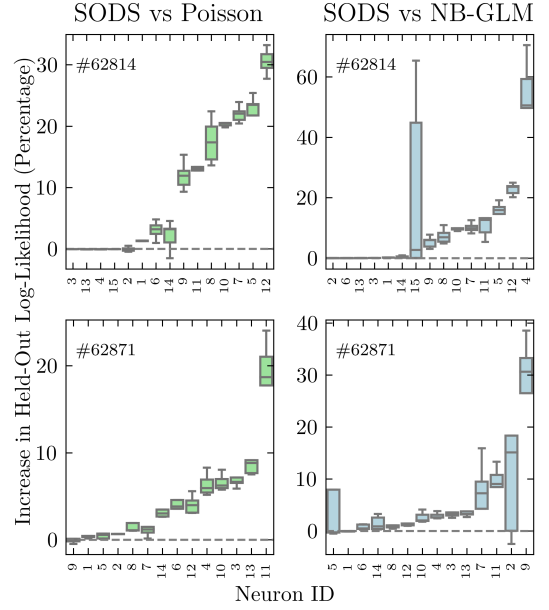 SODS vs Poisson
SODS vs NB-GLM
Increase in Held-Out Log-Likelihood (Percentage)
#62814
30
20
10
0
3 13 4 15 2 1 6 14 9 11 8 10 7 5 12
#62814
60
40
20
0
2 6 13 3 1 14 15 9 8 10 7 11 5 12 4
#62871
20
10
0
9 1 5 2 8 7 14 6 12 4 10 3 13 11
#62871
40
30
20
10
0
5 1 6 14 8 12 10 4 3 13 7 11 2 9
Neuron ID